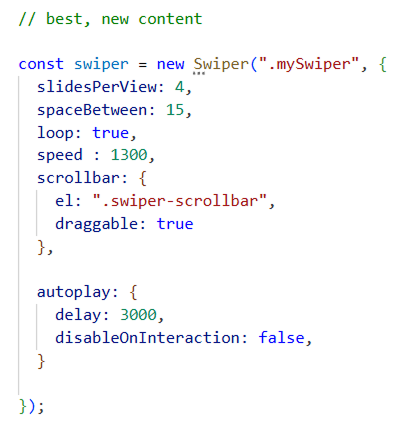 // best, new content
const swiper = new Swiper(".mySwiper", {
slidesPerView: 4,
spaceBetween: 15,
loop: true,
speed : 1300,
scrollbar: {
el: ".swiper-scrollbar",
draggable: true
},
autoplay: {
delay: 3000,
disableOnInteraction: false,
}
});